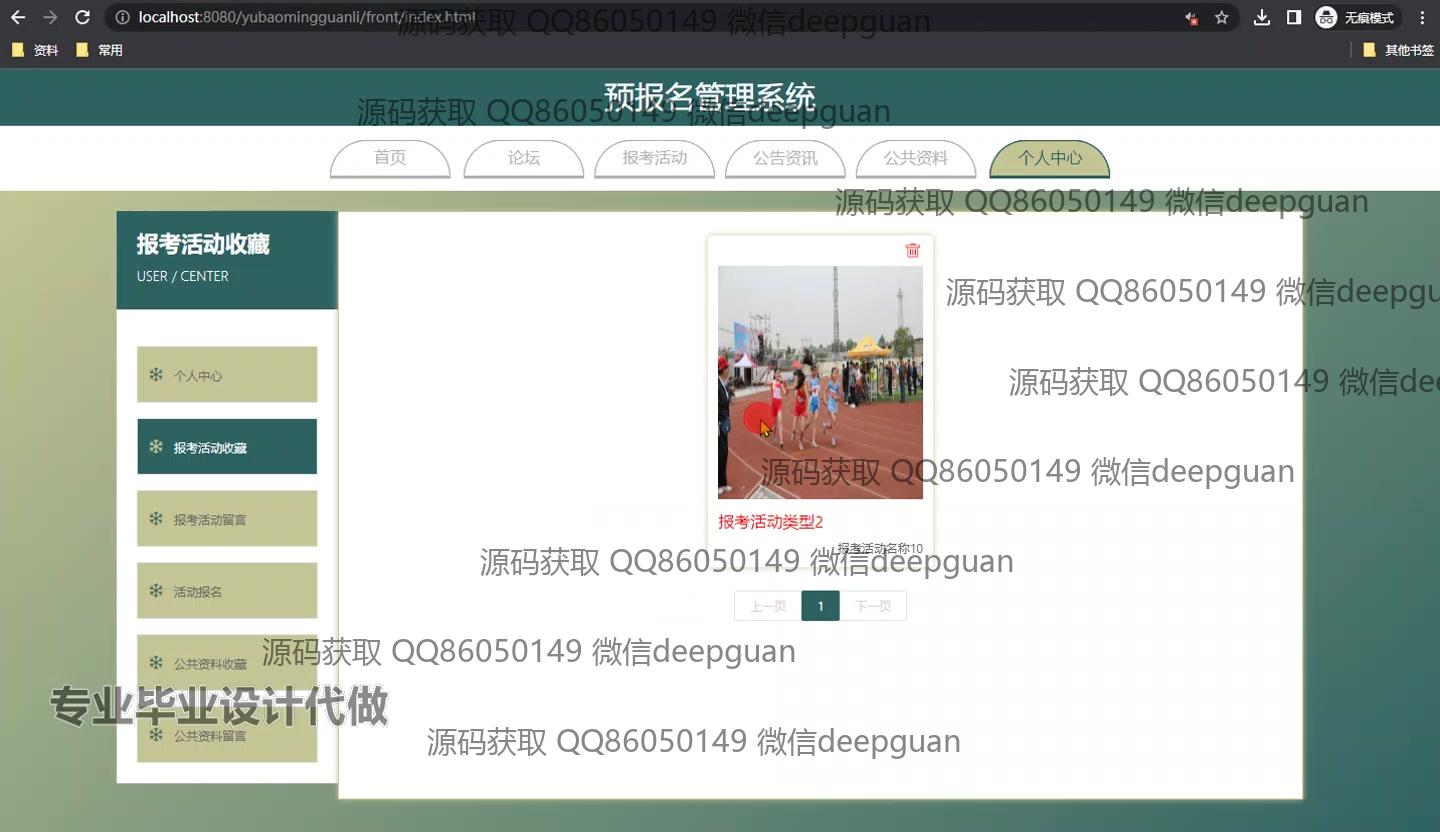 localhost:8080/yubaomingguanli/front/index.html
无痕模式
资料
常用
其他书签
源码获取 QQ86050149 微信deepguan
预报名管理系统
源码获取 QQ86050149 微信deepguan
首页
论坛
报考活动
公告资讯
公共资料
个人中心
源码获取 QQ86050149 微信deepguan
报考活动收藏
USER / CENTER
源码获取 QQ86050149 微信deepgu
个人中心
源码获取 QQ86050149 微信dee
报考活动收藏
源码获取 QQ86050149 微信deepguan
报考活动留言
报考活动类型2
报考活动名称10
源码获取 QQ86050149 微信deepguan
活动报名
上一页
1
下一页
公共资料收藏
源码获取 QQ86050149 微信deepguan
专业毕业设计代做
公共资料留言
源码获取 QQ86050149 微信deepguan